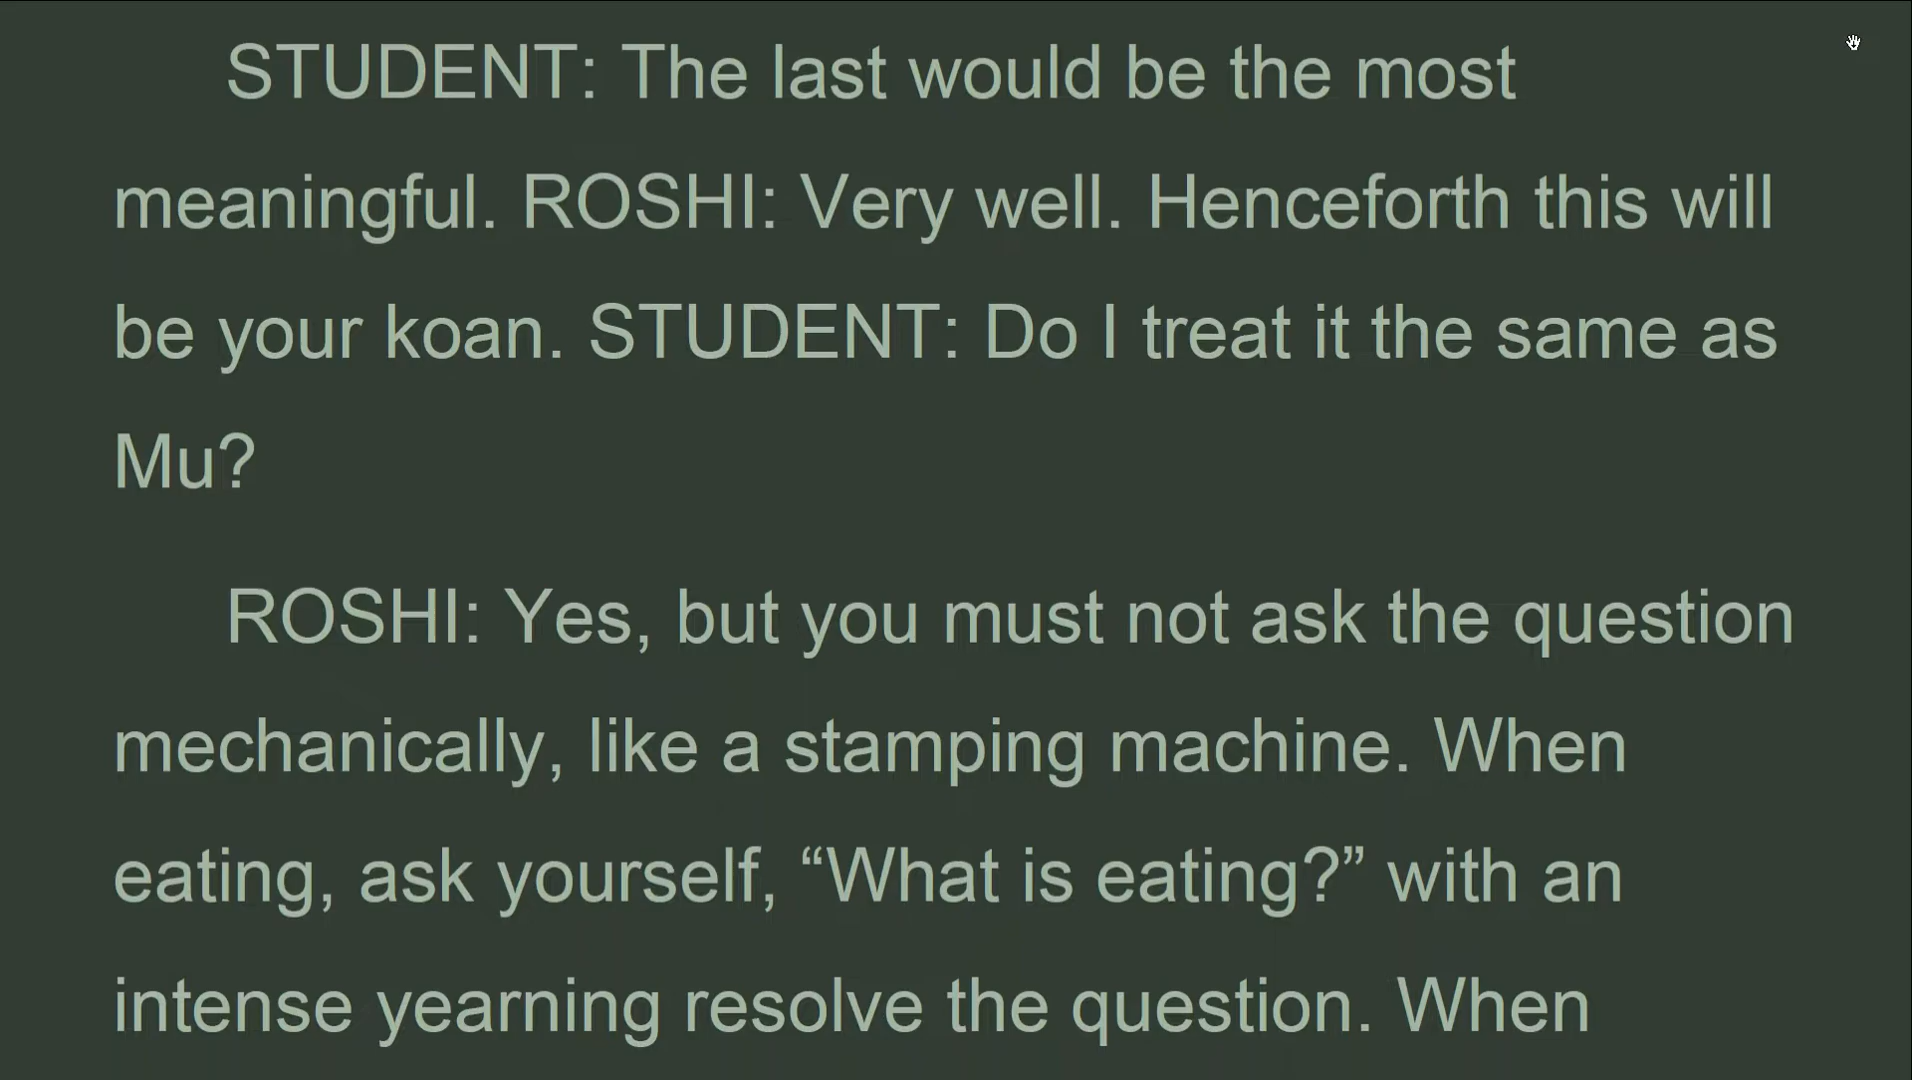 STUDENT: The last would be the most
meaningful. ROSHI: Very well. Henceforth this will
be your koan. STUDENT: Do I treat it the same as
Mu?
ROSHI: Yes, but you must not ask the question
mechanically, like a stamping machine. When
eating, ask yourself, “What is eating?” with an
intense yearning resolve the question. When